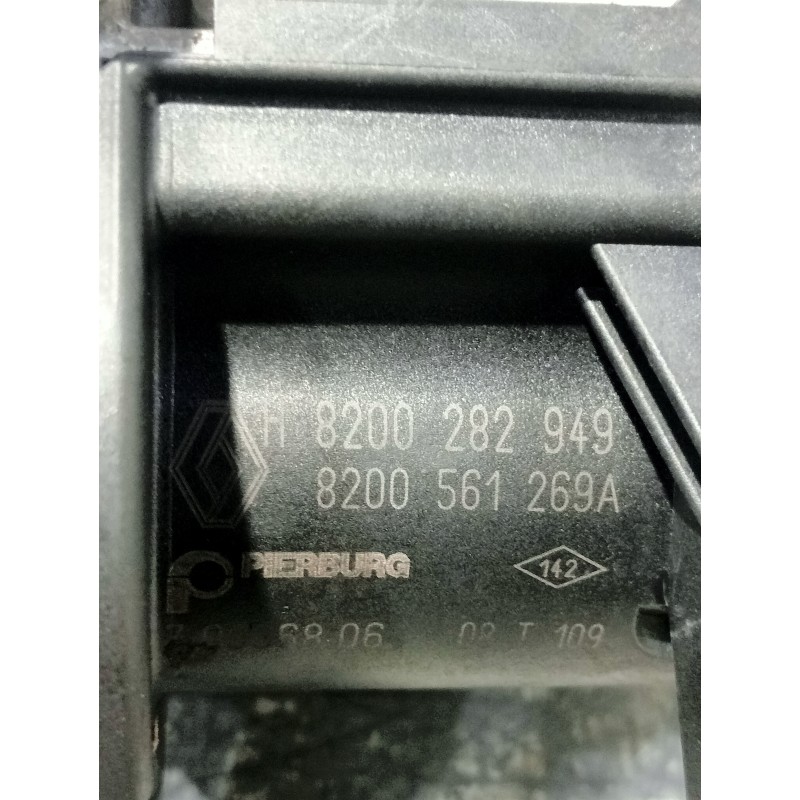 H 8200 282 949
8200 561 269A
PIERBURG 142
68.06 08 T 109